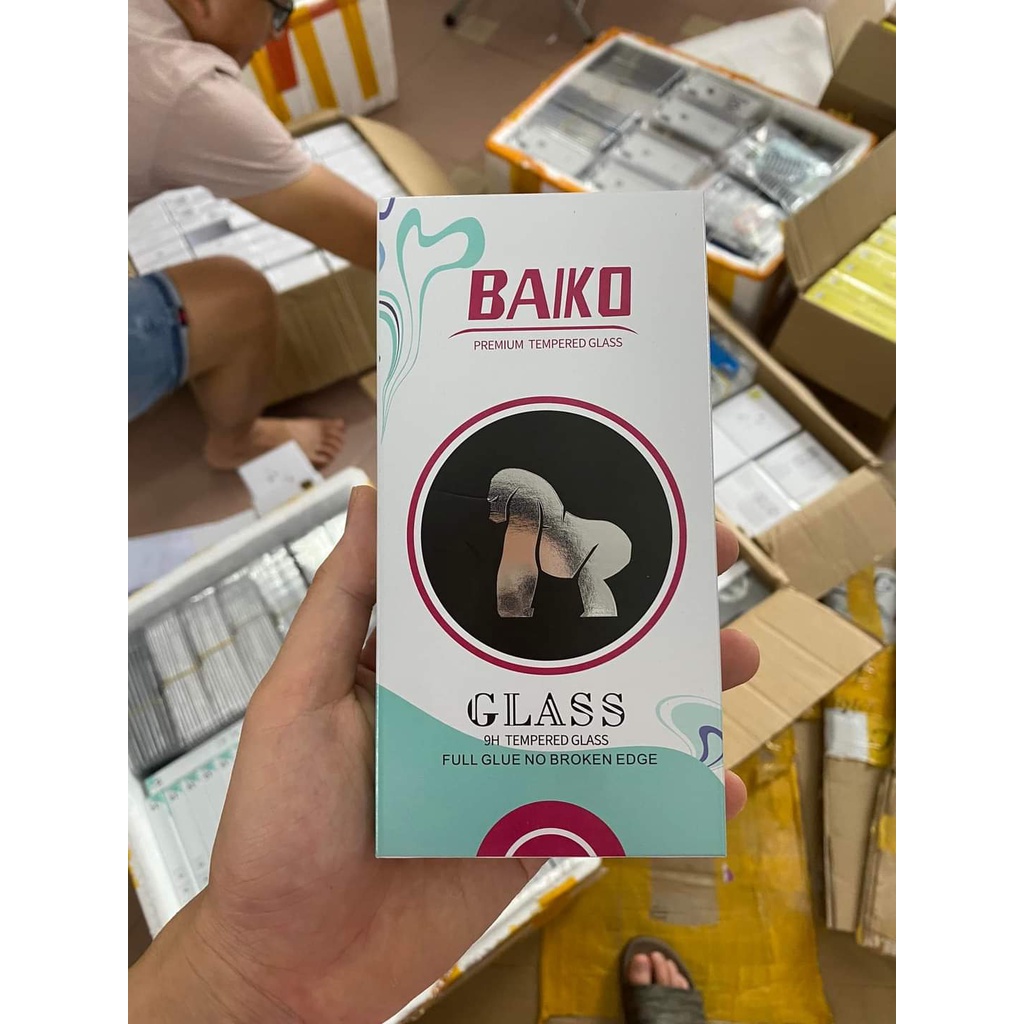 BAIKO
PREMIUM TEMPERED GLASS
GLASS
9H TEMPERED GLASS
FULL GLUE NO BROKEN EDGE